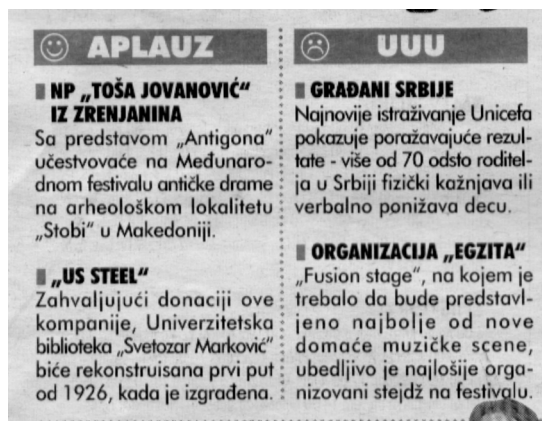 APLAUZ
NP „TOŠA JOVANOVIĆ“
IZ ZRENJANINA
Sa predstavom „Antigona“
učestvovaće na Međunaro-
dnom festivalu antičke drame
na arheološkom lokalitetu
„Stobi“ u Makedoniji.
„US STEEL“
Zahvaljujući donaciji ove
kompanije, Univerzitetska
biblioteka „Svetozar Marković“
biće rekonstruisana prvi put
od 1926, kada je izgrađena.
UUU
GRAĐANI SRBIJE
Najnovije istraživanje Unicefa
pokazuje poražavajuće rezul-
tate - više od 70 odsto roditel-
ja u Srbiji fizički kažnjava ili
verbalno ponižava decu.
ORGANIZACIJA „EGZITA“
„Fusion stage“, na kojem je
trebalo da bude predstavl-
jeno najbolje od nove
domaće muzičke scene,
ubedljivo je najlošije orga-
nizovani stejdž na festivalu.